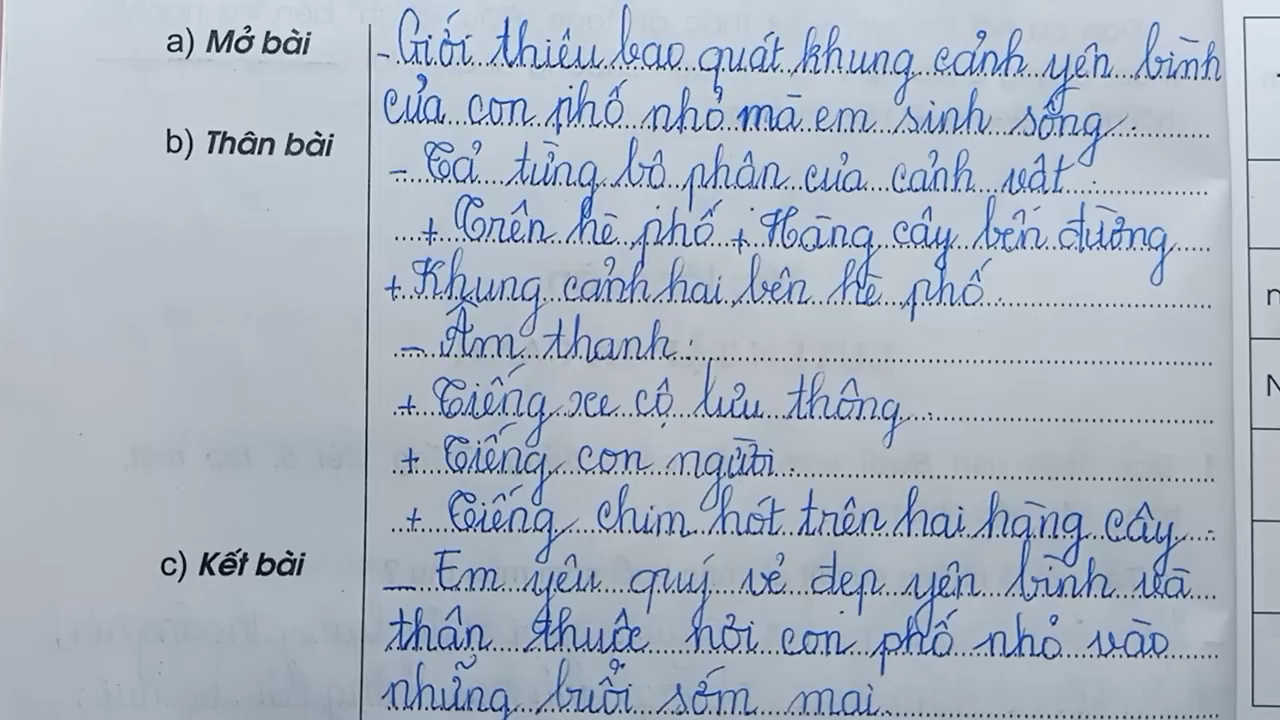 a) Mở bài
- Giới thiệu bao quát khung cảnh yên bình
của con phố nhỏ mà em sinh sống.
b) Thân bài
- Tả từng bộ phận của cảnh vật
+ Trên hè phố + Hàng cây bên đường
+ Khung cảnh hai bên hè phố
- Âm thanh:
+ Tiếng xe cộ lưu thông
+ Tiếng con người
+ Tiếng chim hót trên hai hàng cây
c) Kết bài
- Em yêu quý vẻ đẹp yên bình và
thân thuộc nơi con phố nhỏ vào
những buổi sớm mai